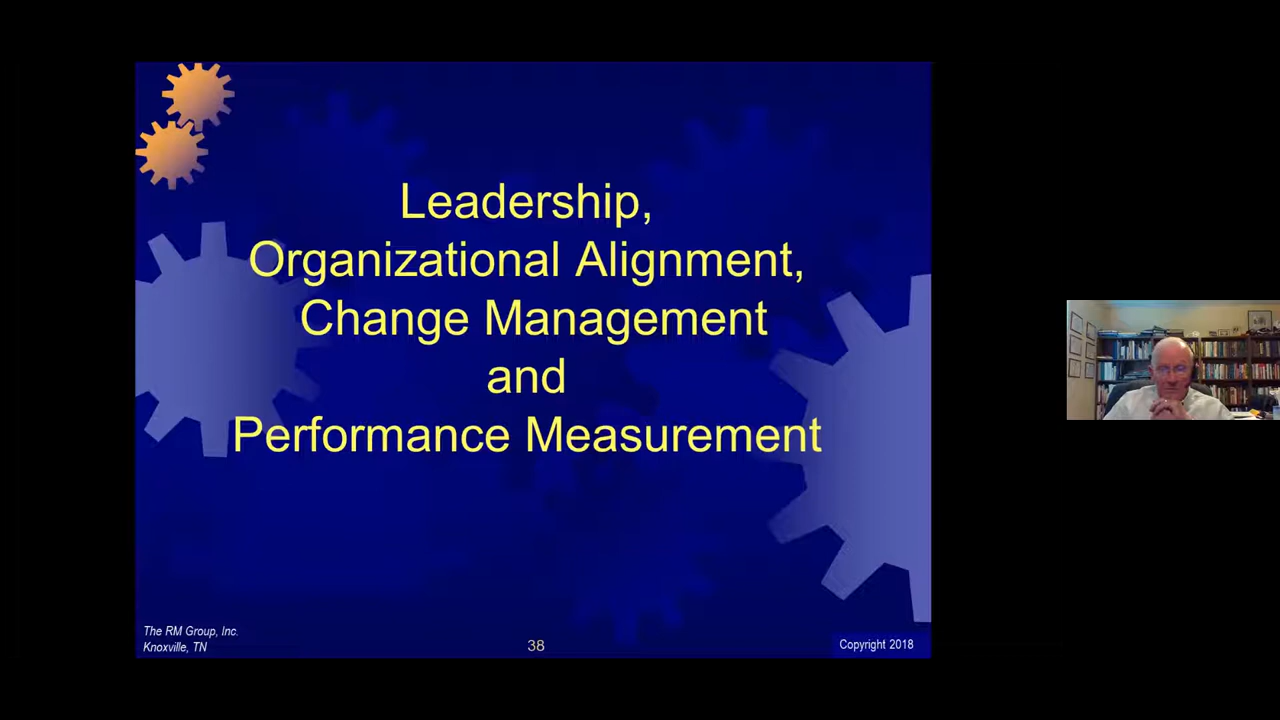 Leadership,
Organizational Alignment,
Change Management
and
Performance Measurement
The RM Group, Inc.
Knoxville, TN
38
Copyright 2018